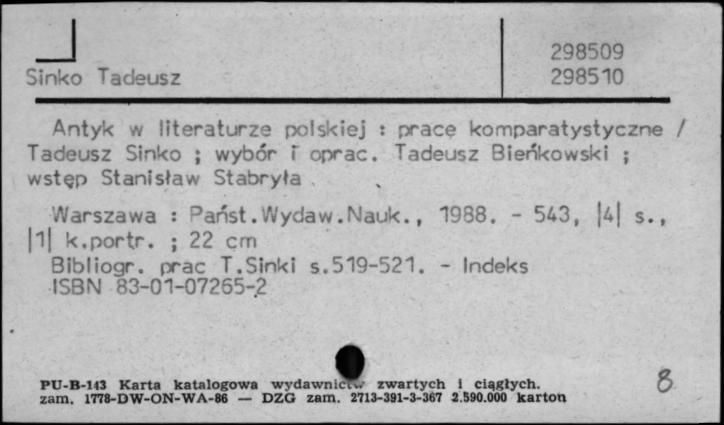 298509
Sinko Tadeusz 298510
Antyk w literaturze polskiej : prace komparatystyczne /
Tadeusz Sinko ; wybór i oprac. Tadeusz Bieńkowski ;
wstęp Stanisław Stabryła
Warszawa : Państ.Wydaw.Nauk., 1988. - 543, |4| s.,
|1| k.portr. ; 22 cm
Bibliogr. prac T.Sinki s.519-521. - Indeks
ISBN 83-01-07265-2
8
PU-B-143 Karta katalogowa wydawnictw zwartych i ciągłych.
zam. 1778-DW-ON-WA-86 — DZG zam. 2713-391-3-367 2.590.000 karton